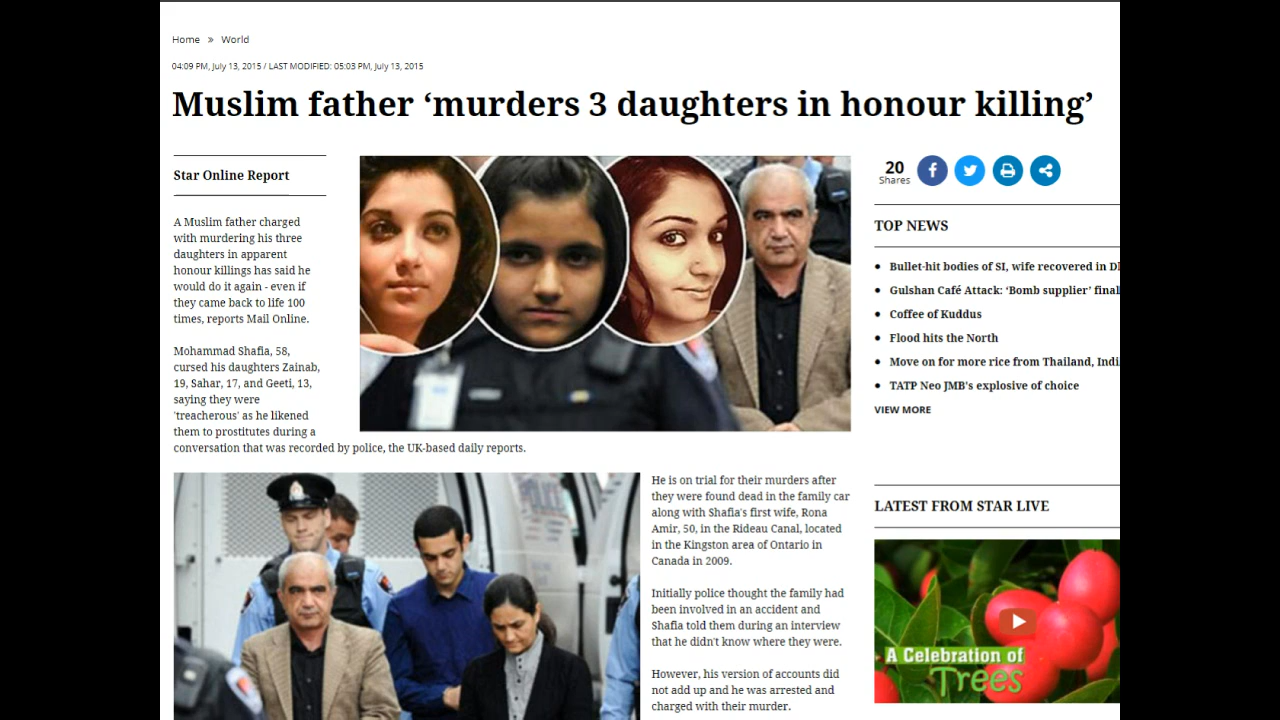 Home » World
04:09 PM, July 13, 2015 / LAST MODIFIED: 05:03 PM, July 13, 2015
Muslim father ‘murders 3 daughters in honour killing’
Star Online Report
A Muslim father charged
with murdering his three
daughters in apparent
honour killings has said he
would do it again - even if
they came back to life 100
times, reports Mail Online.
Mohammad Shafia, 58,
cursed his daughters Zainab,
19, Sahar, 17, and Geeti, 13,
saying they were
'treacherous' as he likened
them to prostitutes during a
conversation that was recorded by police, the UK-based daily reports.
He is on trial for their murders after
they were found dead in the family car
along with Shafia's first wife, Rona
Amir, 50, in the Rideau Canal, located
in the Kingston area of Ontario in
Canada in 2009.
Initially police thought the family had
been involved in an accident and
Shafia told them during an interview
that he didn't know where they were.
However, his version of accounts did
not add up and he was arrested and
charged with their murder.
20
Shares
TOP NEWS
Bullet-hit bodies of SI, wife recovered in
Gulshan Café Attack: ‘Bomb supplier’ final
Coffee of Kuddus
Flood hits the North
Move on for more rice from Thailand,
TATP Neo JMB's explosive of choice
VIEW MORE
LATEST FROM STAR LIVE
A Celebration of
Trees